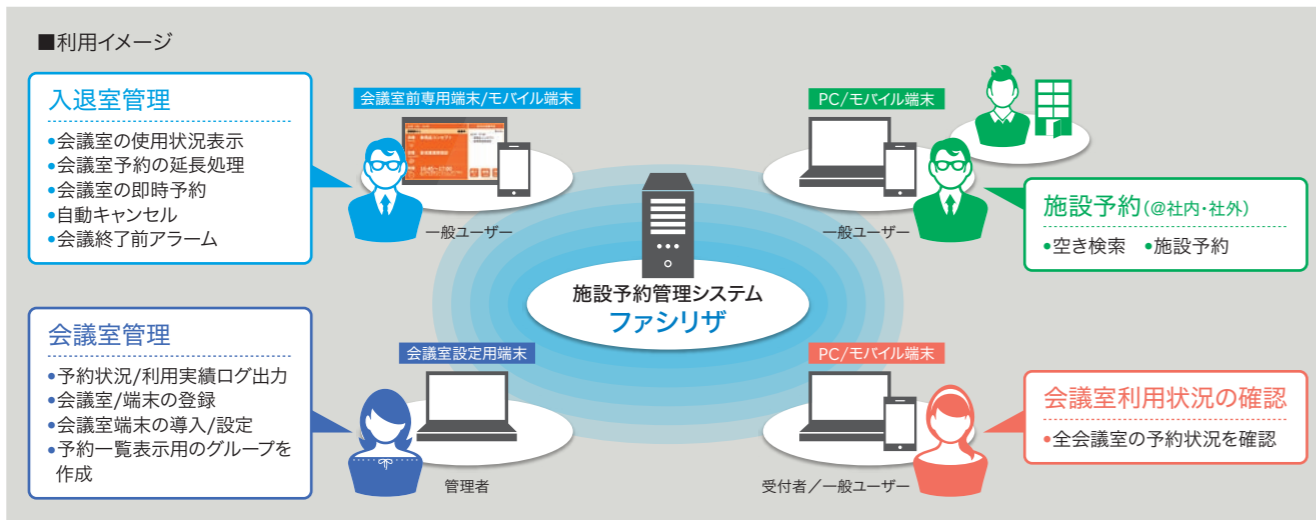 ■利用イメージ
入退室管理
•会議室の使用状況表示
•会議室予約の延長処理
•会議室の即時予約
•自動キャンセル
•会議終了前アラーム
会議室前専用端末/モバイル端末
一般ユーザー
PC/モバイル端末
一般ユーザー
施設予約(@社内・社外)
•空き検索 •施設予約
施設予約管理システム
ファシリザ
会議室管理
•予約状況/利用実績ログ出力
•会議室/端末の登録
•会議室端末の導入/設定
•予約一覧表示用のグループを
作成
会議室設定用端末
管理者
PC/モバイル端末
受付者／一般ユーザー
会議室利用状況の確認
•全会議室の予約状況を確認